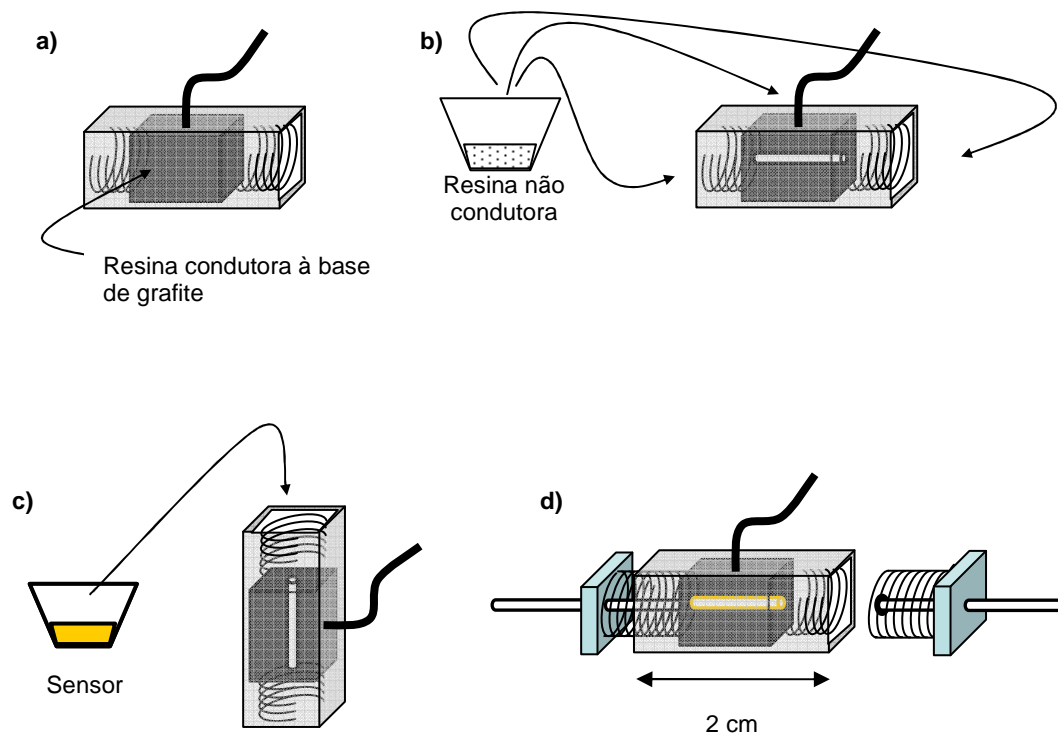 a)
b)
Resina não
condutora
Resina condutora à base
de grafite
c)
d)
Sensor
2 cm